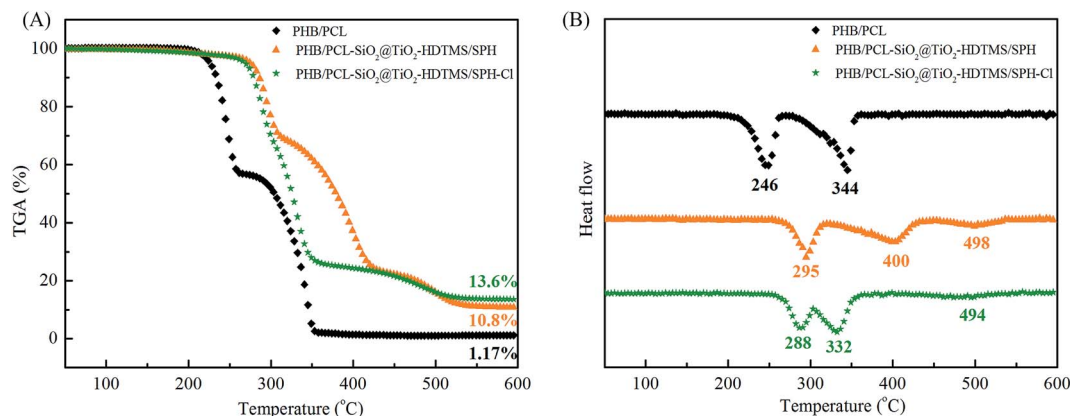 (A)
PHB/PCL
PHB/PCL-SiO₂@TiO₂-HDTMS/SPH
PHB/PCL-SiO₂@TiO₂-HDTMS/SPH-Cl
TGA (%)
100
80
60
40
20
0
13.6%
10.8%
1.17%
100 200 300 400 500 600
Temperature (°C)
(B)
PHB/PCL
PHB/PCL-SiO₂@TiO₂-HDTMS/SPH
PHB/PCL-SiO₂@TiO₂-HDTMS/SPH-Cl
Heat flow
246 344
295 400 498
288 332 494
100 200 300 400 500 600
Temperature (°C)